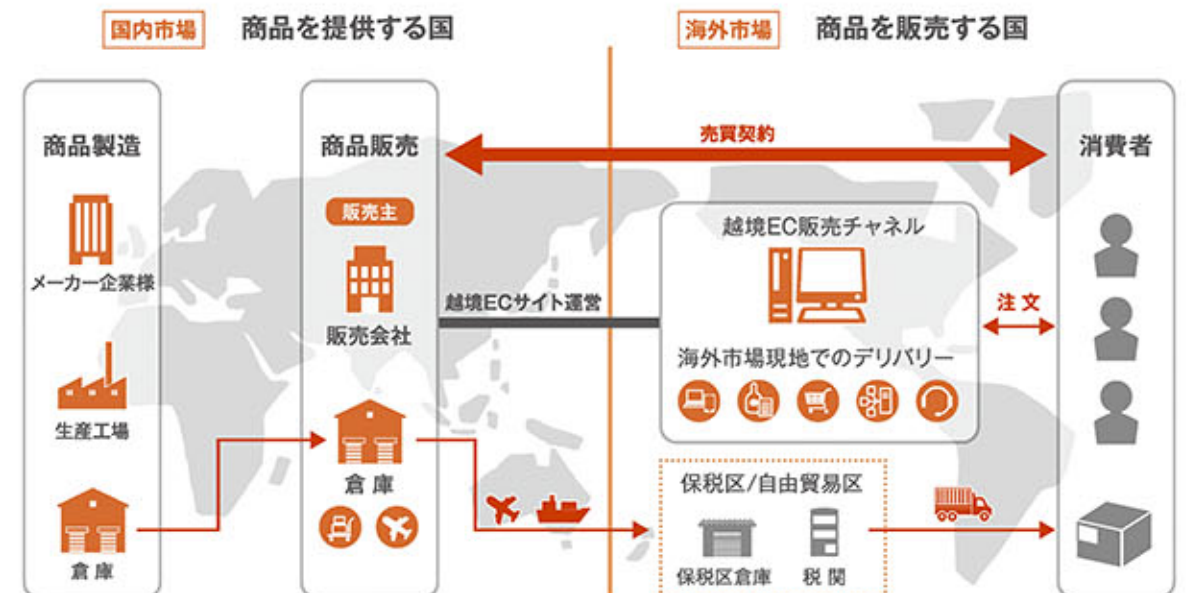 国内市場 商品を提供する国
海外市場 商品を販売する国
商品製造
メーカー企業様
生産工場
倉庫
商品販売
販売主
販売会社
倉庫
売買契約
越境ECサイト運営
越境EC販売チャネル
海外市場現地でのデリバリー
注文
保税区/自由貿易区
保税区倉庫 税関
消費者